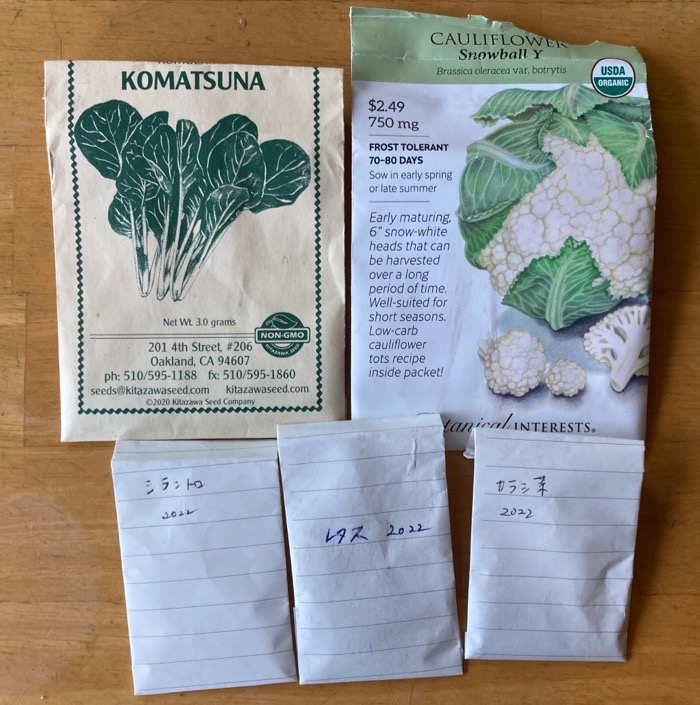 KOMATSUNA
Net Wt. 3.0 grams
NON-GMO
KITAZAWA SEED
201 4th Street, #206
Oakland, CA 94607
ph: 510/595-1188 fx: 510/595-1860
seeds@kitazawaseed.com kitazawaseed.com
©2020 Kitazawa Seed Company
CAULIFLOWER
Snowball Y
Brassica oleracea var. botrytis
USDA
ORGANIC
$2.49
750 mg
FROST TOLERANT
70–80 DAYS
Sow in early spring
or late summer
Early maturing,
6" snow-white
heads that can
be harvested
over a long
period of time.
Well-suited for
short seasons.
Low-carb
cauliflower
tots recipe
inside packet!
tanical INTERESTS®
シラントロ
2022
レタス 2022
カラシ菜
2022